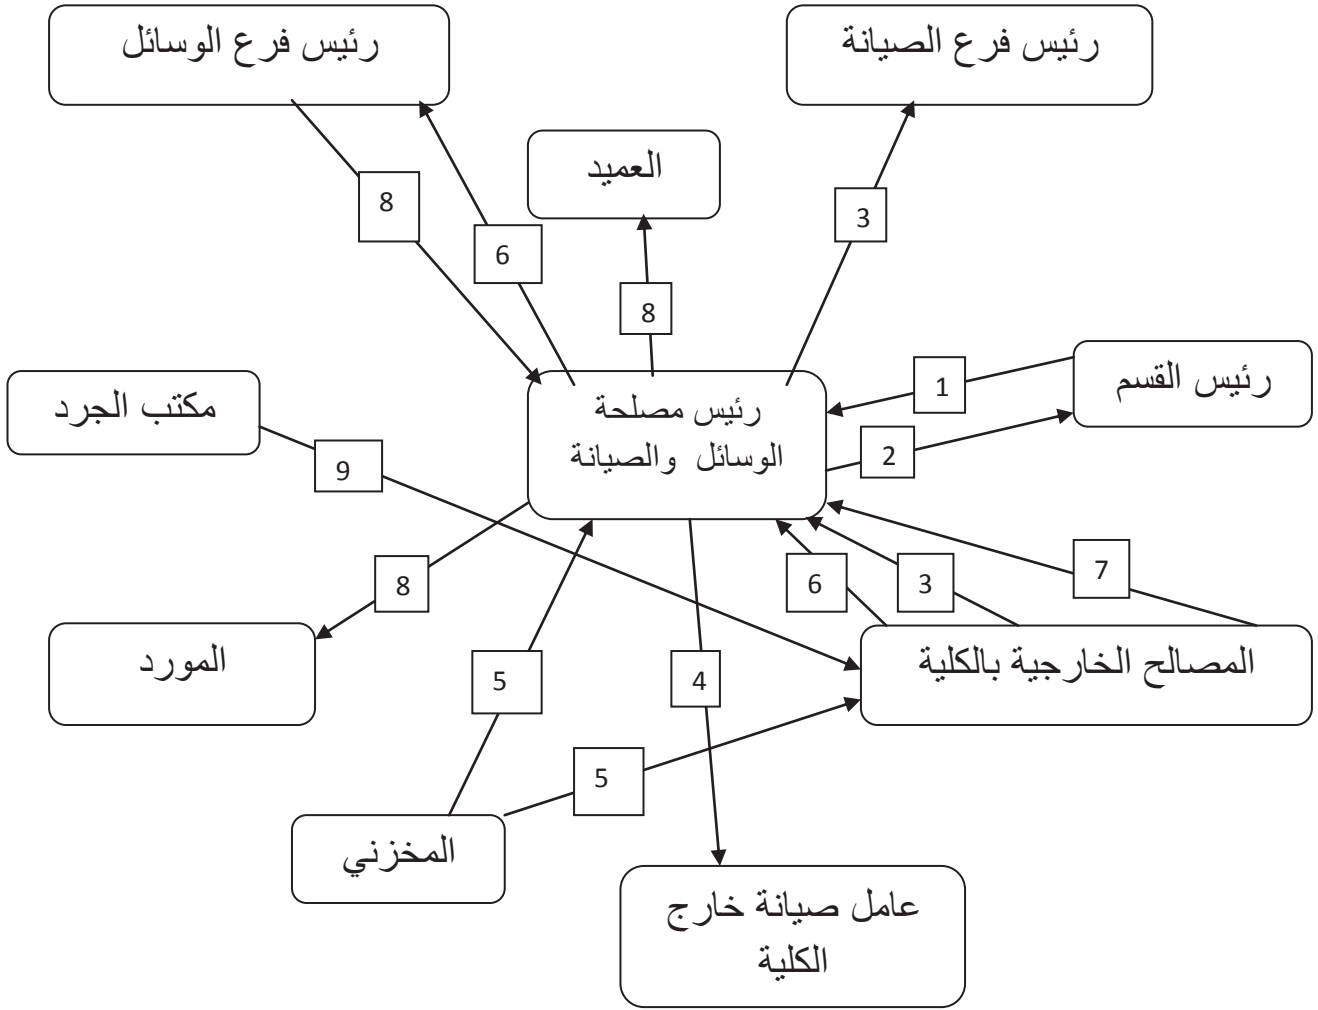 رئيس فرع الصيانة
رئيس فرع الوسائل
العميد
3
8
6
8
رئيس القسم
1
رئيس مصلحة
الوسائل والصيانة
مكتب الجرد
2
9
7
3
6
8
المصالح الخارجية بالكلية
المورد
4
5
5
المخزني
عامل صيانة خارج
الكلية